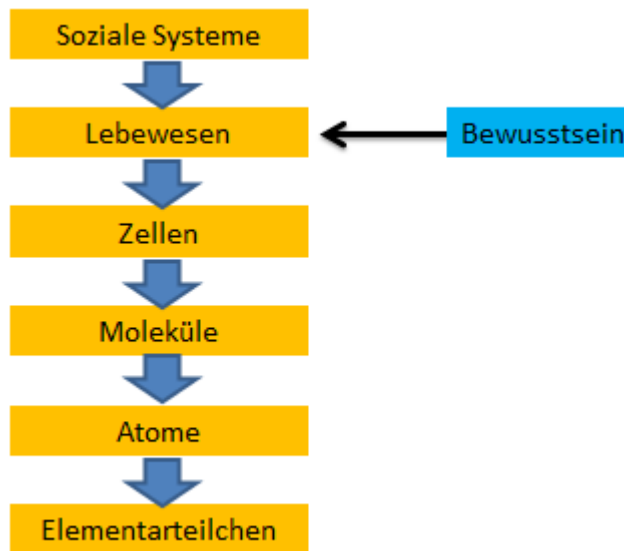 Soziale Systeme
Lebewesen
Bewusstsein
Zellen
Moleküle
Atome
Elementarteilchen